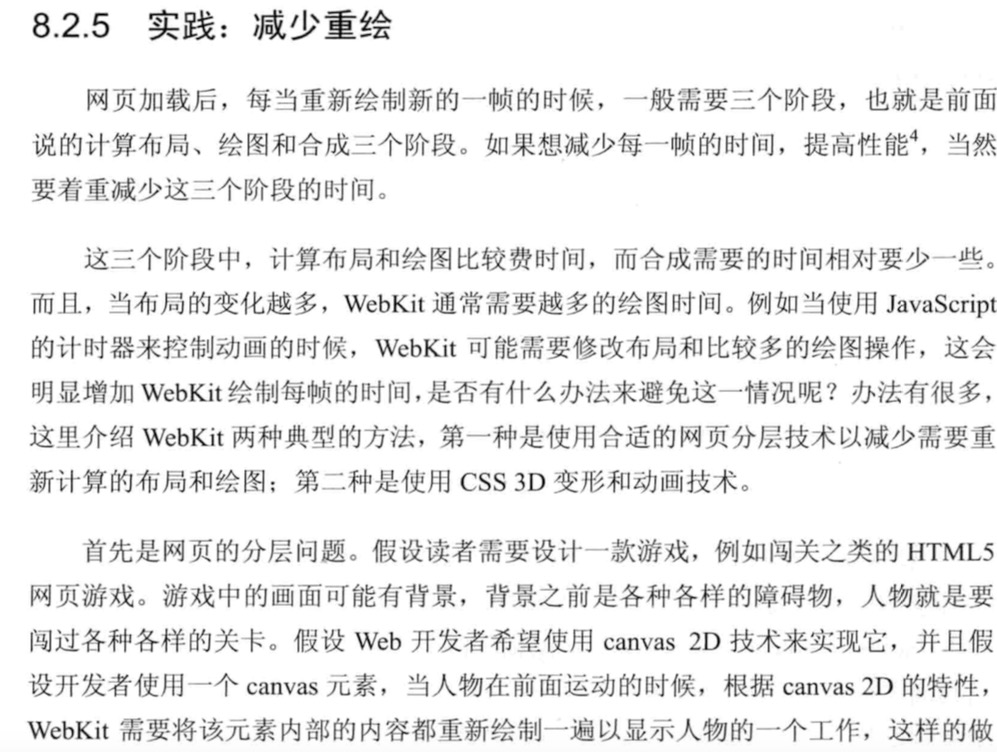 8.2.5 实践：减少重绘
网页加载后，每当重新绘制新的一帧的时候，一般需要三个阶段，也就是前面
说的计算布局、绘图和合成三个阶段。如果想减少每一帧的时间，提高性能4，当然
要着重减少这三个阶段的时间。
这三个阶段中，计算布局和绘图比较费时间，而合成需要的时间相对要少一些。
而且，当布局的变化越多，WebKit 通常需要越多的绘图时间。例如当使用 JavaScript
的计时器来控制动画的时候，WebKit 可能需要修改布局和比较多的绘图操作，这会
明显增加 WebKit 绘制每帧的时间，是否有什么办法来避免这一情况呢？办法有很多，
这里介绍 WebKit 两种典型的方法，第一种是使用合适的网页分层技术以减少需要重
新计算的布局和绘图；第二种是使用 CSS 3D 变形和动画技术。
首先是网页的分层问题。假设读者需要设计一款游戏，例如闯关之类的 HTML5
网页游戏。游戏中的画面可能有背景，背景之前是各种各样的障碍物，人物就是要
闯过各种各样的关卡。假设 Web 开发者希望使用 canvas 2D 技术来实现它，并且假
设开发者使用一个 canvas 元素，当人物在前面运动的时候，根据 canvas 2D 的特性，
WebKit 需要将该元素内部的内容都重新绘制一遍以显示人物的一个工作，这样的做